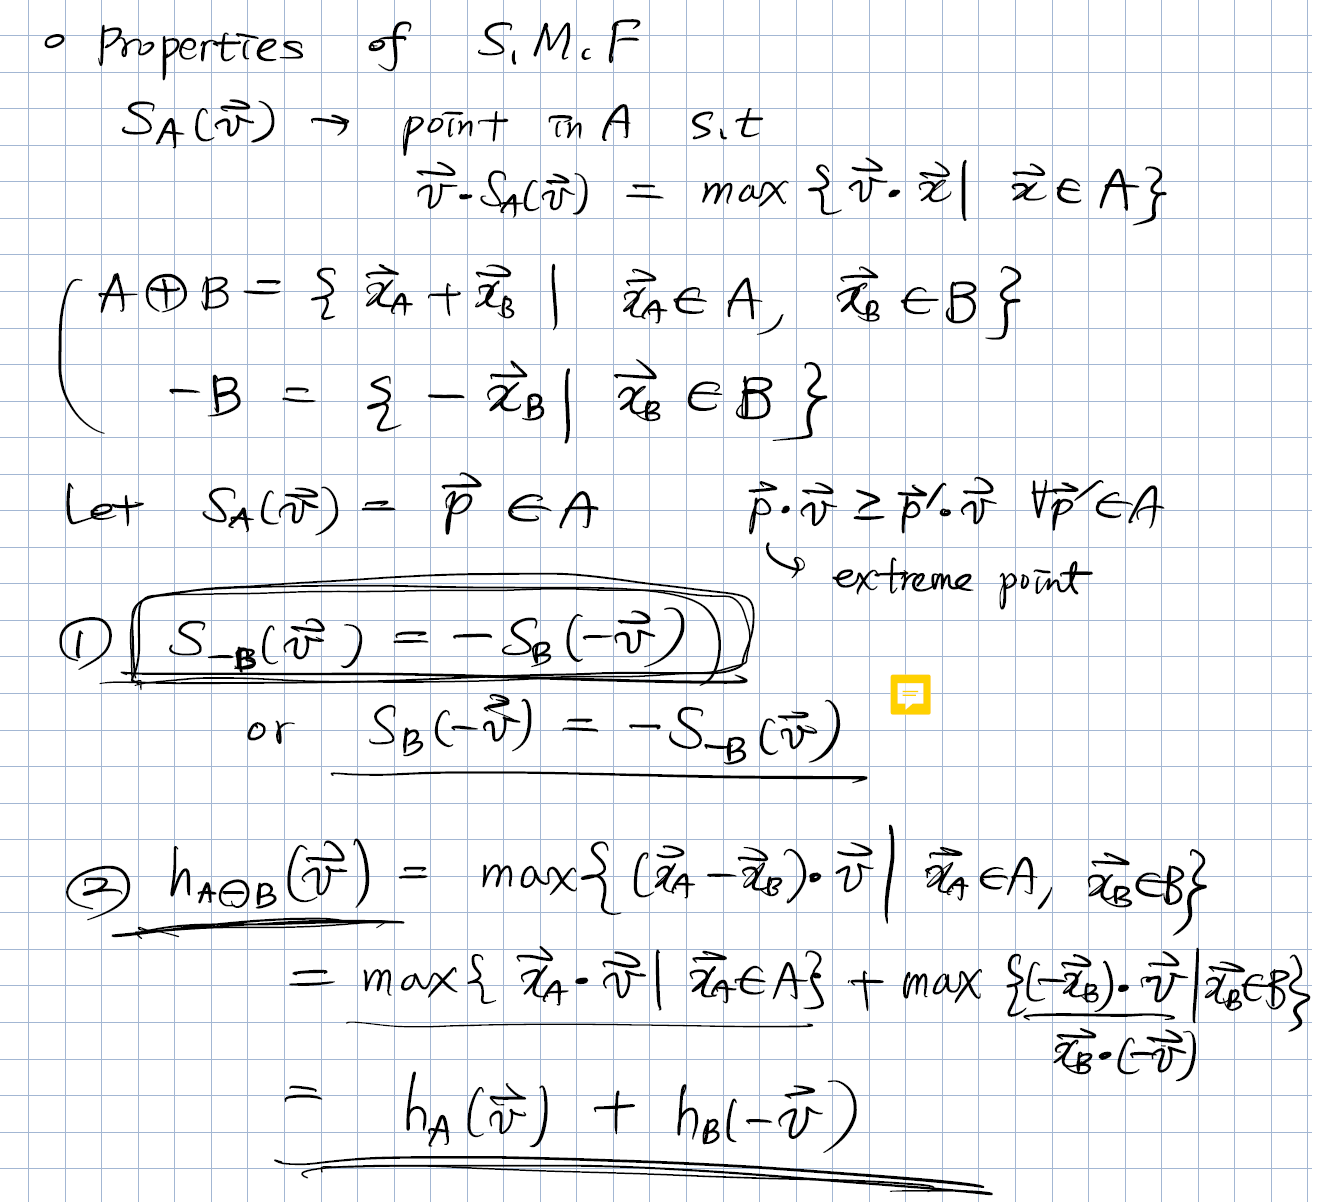 ∘ Properties of S.M.F
S_A(v⃗) → point in A s.t
v⃗·S_A(v⃗) = max {v⃗·x⃗ | x⃗ ∈ A}
A⊕B = {x⃗_A + x⃗_B | x⃗_A ∈ A, x⃗_B ∈ B}
-B = {-x⃗_B | x⃗_B ∈ B}
Let S_A(v⃗) = p⃗ ∈ A p⃗·v⃗ ≥ p⃗'·v⃗ ∀p⃗' ∈ A
↪ extreme point
① S_{-B}(v⃗) = -S_B(-v⃗)
or S_B(-v⃗) = -S_{-B}(v⃗)
② h_{A⊖B}(v⃗) = max{(x⃗_A - x⃗_B)·v⃗ | x⃗_A ∈ A, x⃗_B ∈ B}
= max{x⃗_A·v⃗ | x⃗_A ∈ A} + max {(-x⃗_B)·v⃗ | x⃗_B ∈ B}
x⃗_B·(-v⃗)
= h_A(v⃗) + h_B(-v⃗)